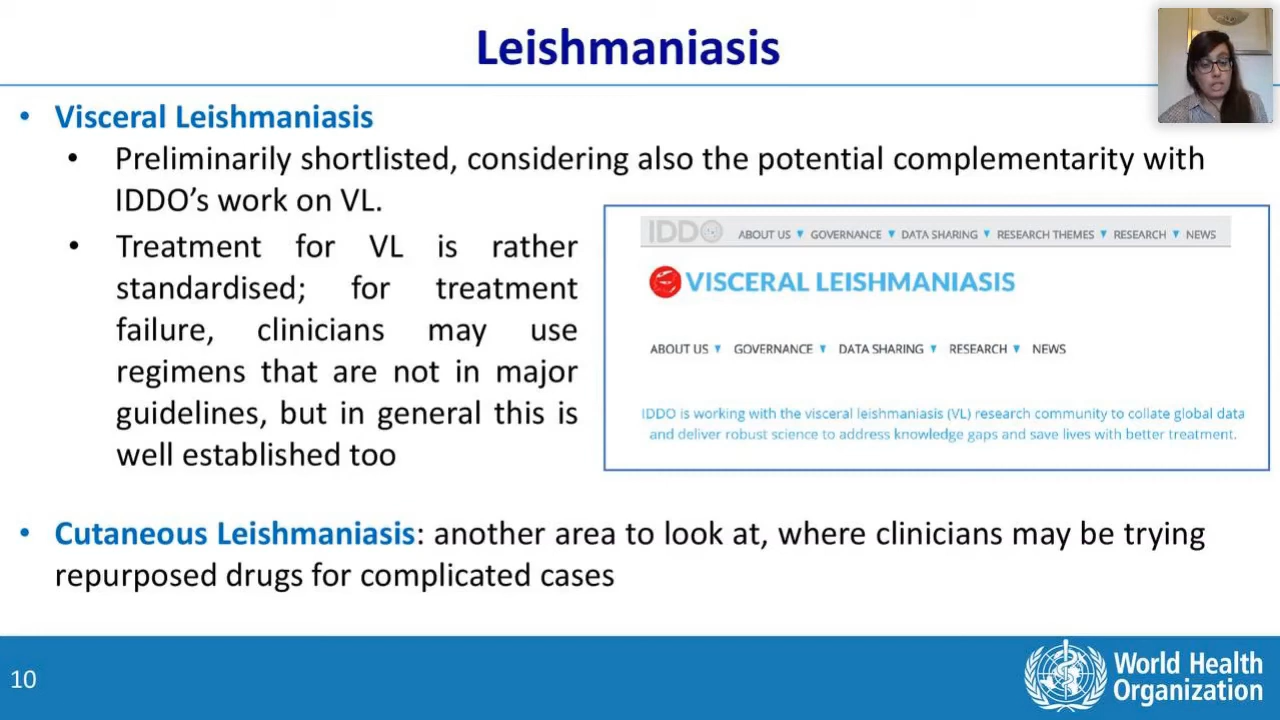 Leishmaniasis
• Visceral Leishmaniasis
• Preliminarily shortlisted, considering also the potential complementarity with
IDDO’s work on VL.
• Treatment for VL is rather
standardised; for treatment
failure, clinicians may use
regimens that are not in major
guidelines, but in general this is
well established too
IDDO ABOUT US ▼ GOVERNANCE ▼ DATA SHARING ▼ RESEARCH THEMES ▼ RESEARCH ▼ NEWS
VISCERAL LEISHMANIASIS
ABOUT US ▼ GOVERNANCE ▼ DATA SHARING ▼ RESEARCH ▼ NEWS
IDDO is working with the visceral leishmaniasis (VL) research community to collate global data
and deliver robust science to address knowledge gaps and save lives with better treatment.
• Cutaneous Leishmaniasis: another area to look at, where clinicians may be trying
repurposed drugs for complicated cases
10
World Health
Organization